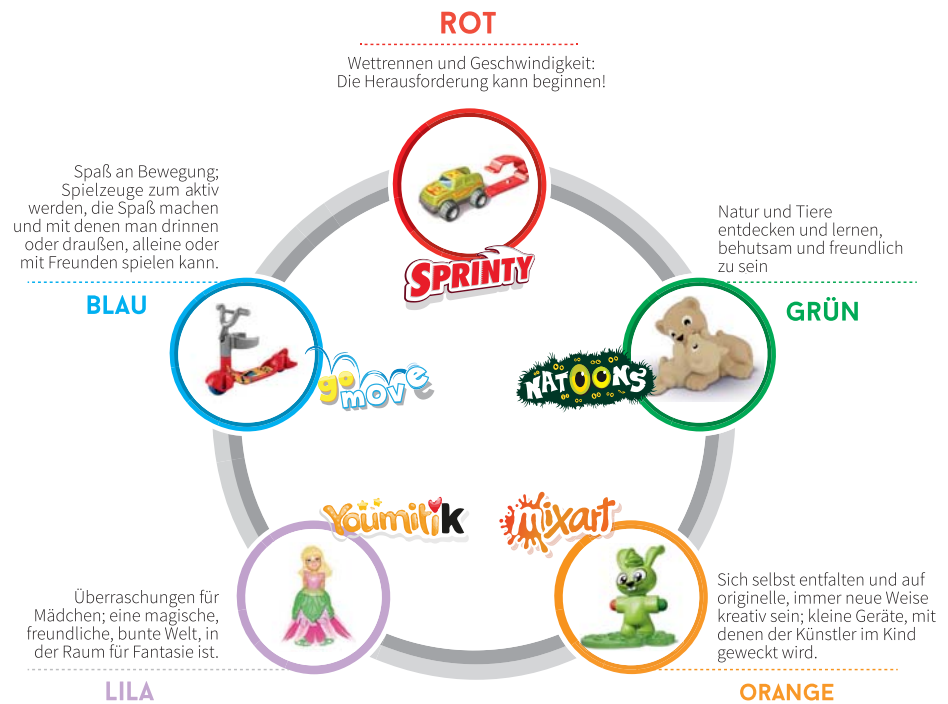 ROT
Wettrennen und Geschwindigkeit:
Die Herausforderung kann beginnen!
SPRINTY
Spaß an Bewegung;
Spielzeuge zum aktiv
werden, die Spaß machen
und mit denen man drinnen
oder draußen, alleine oder
mit Freunden spielen kann.
BLAU
go
move
Natur und Tiere
entdecken und lernen,
behutsam und freundlich
zu sein
GRÜN
NATOONS
Youmitik
Mixart
Überraschungen für
Mädchen; eine magische,
freundliche, bunte Welt, in
der Raum für Fantasie ist.
LILA
Sich selbst entfalten und auf
originelle, immer neue Weise
kreativ sein; kleine Geräte, mit
denen der Künstler im Kind
geweckt wird.
ORANGE